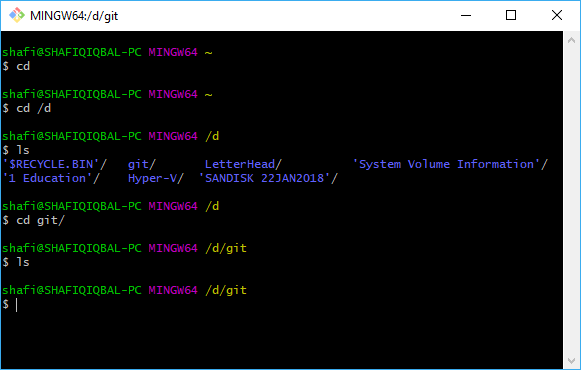 MINGW64:/d/git
shafi@SHAFIQIQBAL-PC MINGW64 ~
$ cd
shafi@SHAFIQIQBAL-PC MINGW64 ~
$ cd /d
shafi@SHAFIQIQBAL-PC MINGW64 /d
$ ls
'$RECYCLE.BIN'/   git/       LetterHead/          'System Volume Information'/
'1 Education'/    Hyper-V/  'SANDISK 22JAN2018'/
shafi@SHAFIQIQBAL-PC MINGW64 /d
$ cd git/
shafi@SHAFIQIQBAL-PC MINGW64 /d/git
$ ls
shafi@SHAFIQIQBAL-PC MINGW64 /d/git
$